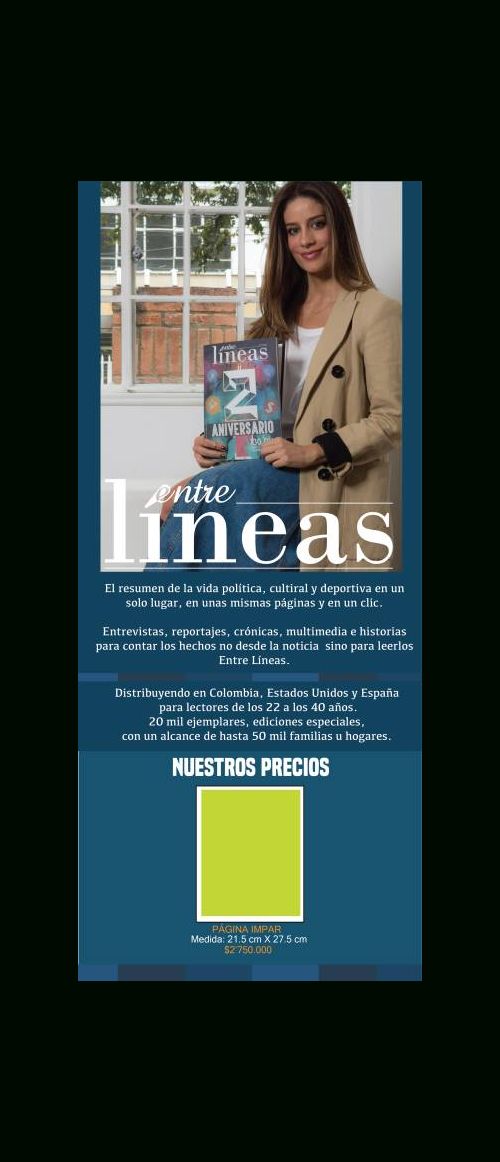 entre
líneas
ANIVERSARIO
entre
líneas
El resumen de la vida política, cultiral y deportiva en un
solo lugar, en unas mismas páginas y en un clic.
Entrevistas, reportajes, crónicas, multimedia e historias
para contar los hechos no desde la noticia sino para leerlos
Entre Líneas.
Distribuyendo en Colombia, Estados Unidos y España
para lectores de los 22 a los 40 años.
20 mil ejemplares, ediciones especiales,
con un alcance de hasta 50 mil familias u hogares.
NUESTROS PRECIOS
PÁGINA IMPAR
Medida: 21.5 cm X 27.5 cm
$2'750.000